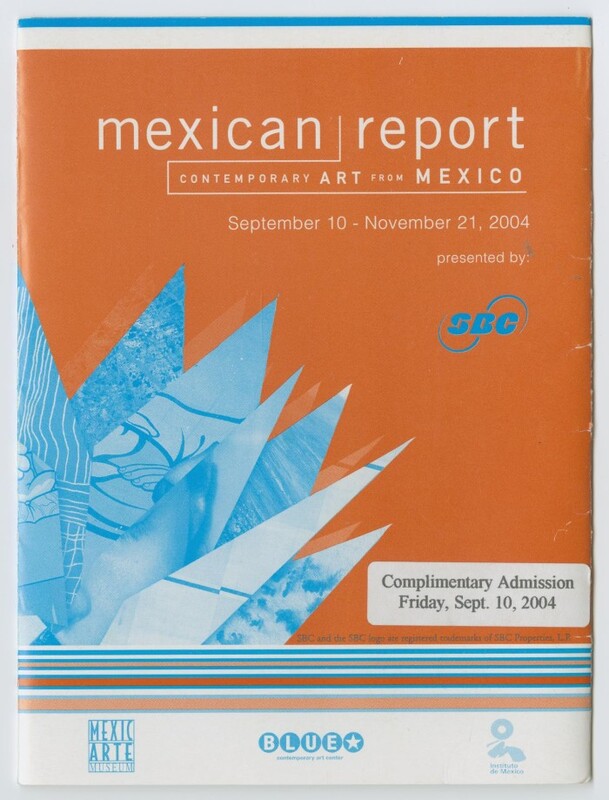 mexican report
CONTEMPORARY ART FROM MEXICO
September 10 - November 21, 2004
presented by:
SBC
Complimentary Admission
Friday, Sept. 10, 2004
SBC and the SBC logo are registered trademarks of SBC Properties, L.P.
MEXIC
ARTE
MUSEUM
BLUE
contemporary art center
instituto
de México